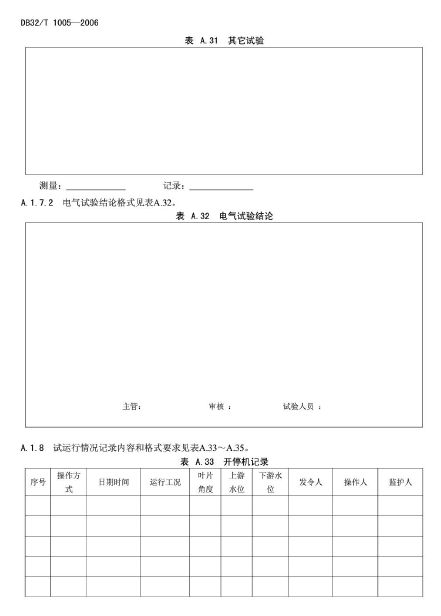 DB32/T 1005—2006
表 A.31 其它试验
测量： 记录：
A.1.7.2 电气试验结论格式见表A.32。
表 A.32 电气试验结论
主管： 审核： 试验人员：
A.1.8 试运行情况记录内容和格式要求见表A.33～A.35。
表 A.33 开停机记录
序号 操作方式 日期时间 运行工况 叶片角度 上游水位 下游水位 发令人 操作人 监护人